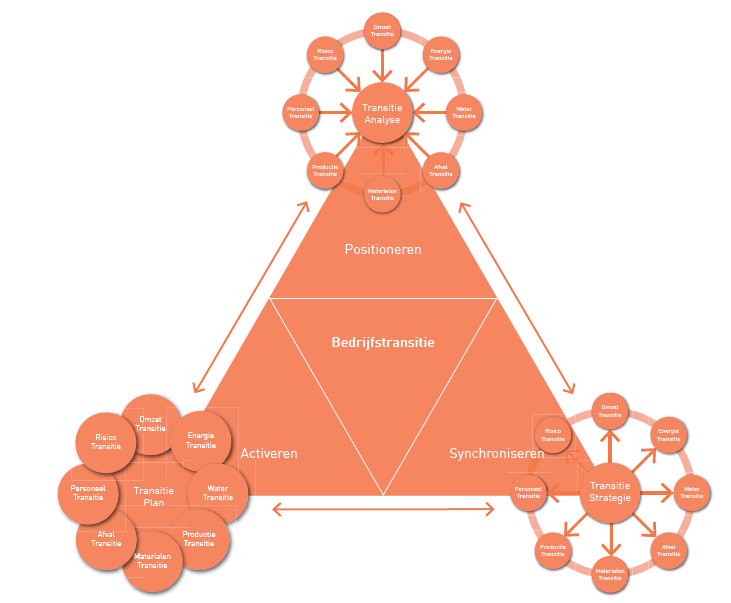 Omzet
Transitie
Risico
Transitie
Energie
Transitie
Personeel
Transitie
Transitie
Analyse
Water
Transitie
Productie
Transitie
Afval
Transitie
Materialen
Transitie
Positioneren
Bedrijfstransitie
Activeren
Synchroniseren
Omzet
Transitie
Risico
Transitie
Energie
Transitie
Personeel
Transitie
Transitie
Plan
Water
Transitie
Afval
Transitie
Productie
Transitie
Materialen
Transitie
Omzet
Transitie
Risico
Transitie
Energie
Transitie
Personeel
Transitie
Transitie
Strategie
Water
Transitie
Productie
Transitie
Afval
Transitie
Materialen
Transitie